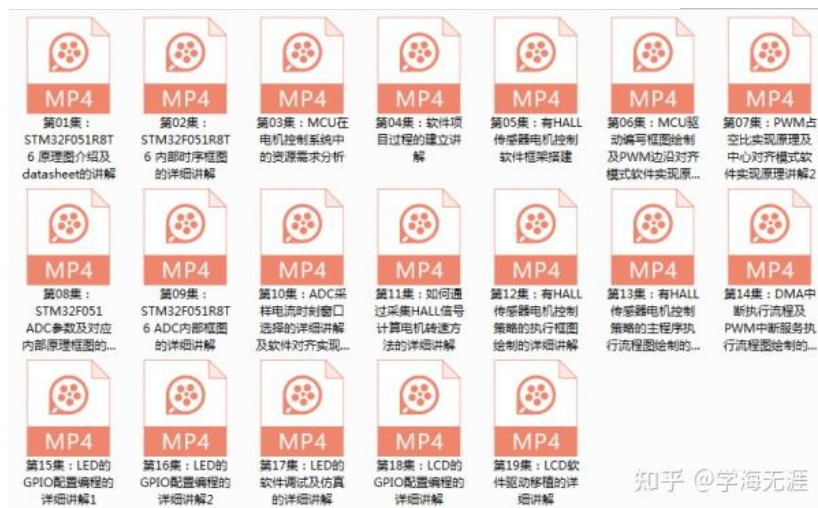 MP4 MP4 MP4 MP4 MP4 MP4 MP4
第01集：
STM32F051R8T
6 原理图介绍及
datasheet的讲解
第02集：
STM32F051R8T
6 内部时序框图
的详细讲解
第03集：MCU在
电机控制系统中
的资源需求分析
第04集：软件项
目过程的建立讲
解
第05集：有HALL
传感器电机控制
软件框架搭建
第06集：MCU驱
动编写框图绘制
及PWM边沿对齐
模式软件实现原...
第07集：PWM占
空比实现原理及
中心对齐模式软
件实现原理讲解2
MP4 MP4 MP4 MP4 MP4 MP4 MP4
第08集：
STM32F051
ADC参数及对应
内部原理框图的...
第09集：
STM32F051R8T
6 ADC内部框图
的详细讲解
第10集：ADC采
样电流时刻窗口
选择的详细讲解
及软件对齐实现...
第11集：如何通
过采集HALL信号
计算电机转速方
法的详细讲解
第12集：有HALL
传感器电机控制
策略的执行框图
绘制的详细讲解
第13集：有HALL
传感器电机控制
策略的主程序执
行流程图绘制的...
第14集：DMA中
断执行流程及
PWM中断服务执
行流程图绘制的...
MP4 MP4 MP4 MP4 MP4
第15集：LED的
GPIO配置编程的
详细讲解1
第16集：LED的
GPIO配置编程的
详细讲解2
第17集：LED的
软件调试及仿真
的详细讲解
第18集：LCD的
GPIO配置编程的
详细讲解
第19集：LCD软
件驱动移植的详
细讲解
知乎 @学海无涯